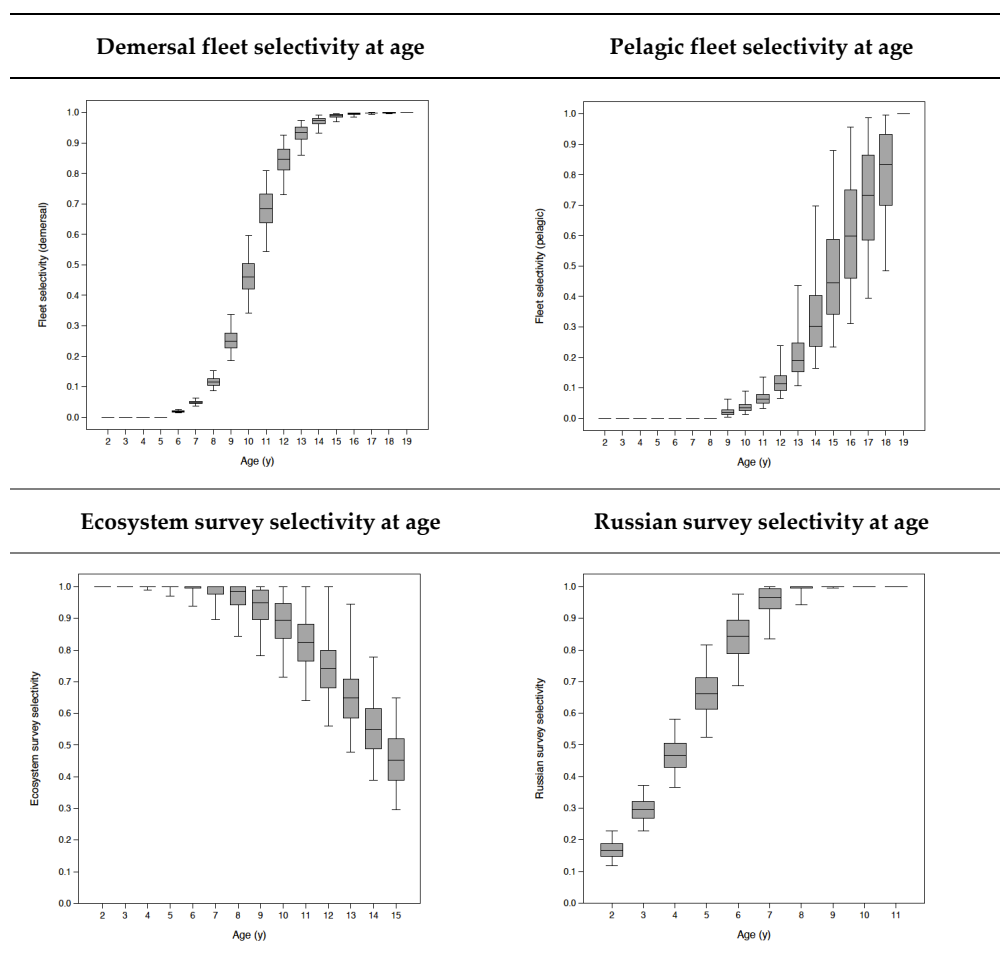 Demersal fleet selectivity at age
Pelagic fleet selectivity at age
Fleet selectivity (demersal)
1.0
0.9
0.8
0.7
0.6
0.5
0.4
0.3
0.2
0.1
0.0
2 3 4 5 6 7 8 9 10 11 12 13 14 15 16 17 18 19
Age (y)
Fleet selectivity (pelagic)
1.0
0.9
0.8
0.7
0.6
0.5
0.4
0.3
0.2
0.1
0.0
2 3 4 5 6 7 8 9 10 11 12 13 14 15 16 17 18 19
Age (y)
Ecosystem survey selectivity at age
Russian survey selectivity at age
Ecosystem survey selectivity
1.0
0.9
0.8
0.7
0.6
0.5
0.4
0.3
0.2
0.1
0.0
2 3 4 5 6 7 8 9 10 11 12 13 14 15
Age (y)
Russian survey selectivity
1.0
0.9
0.8
0.7
0.6
0.5
0.4
0.3
0.2
0.1
0.0
2 3 4 5 6 7 8 9 10 11
Age (y)